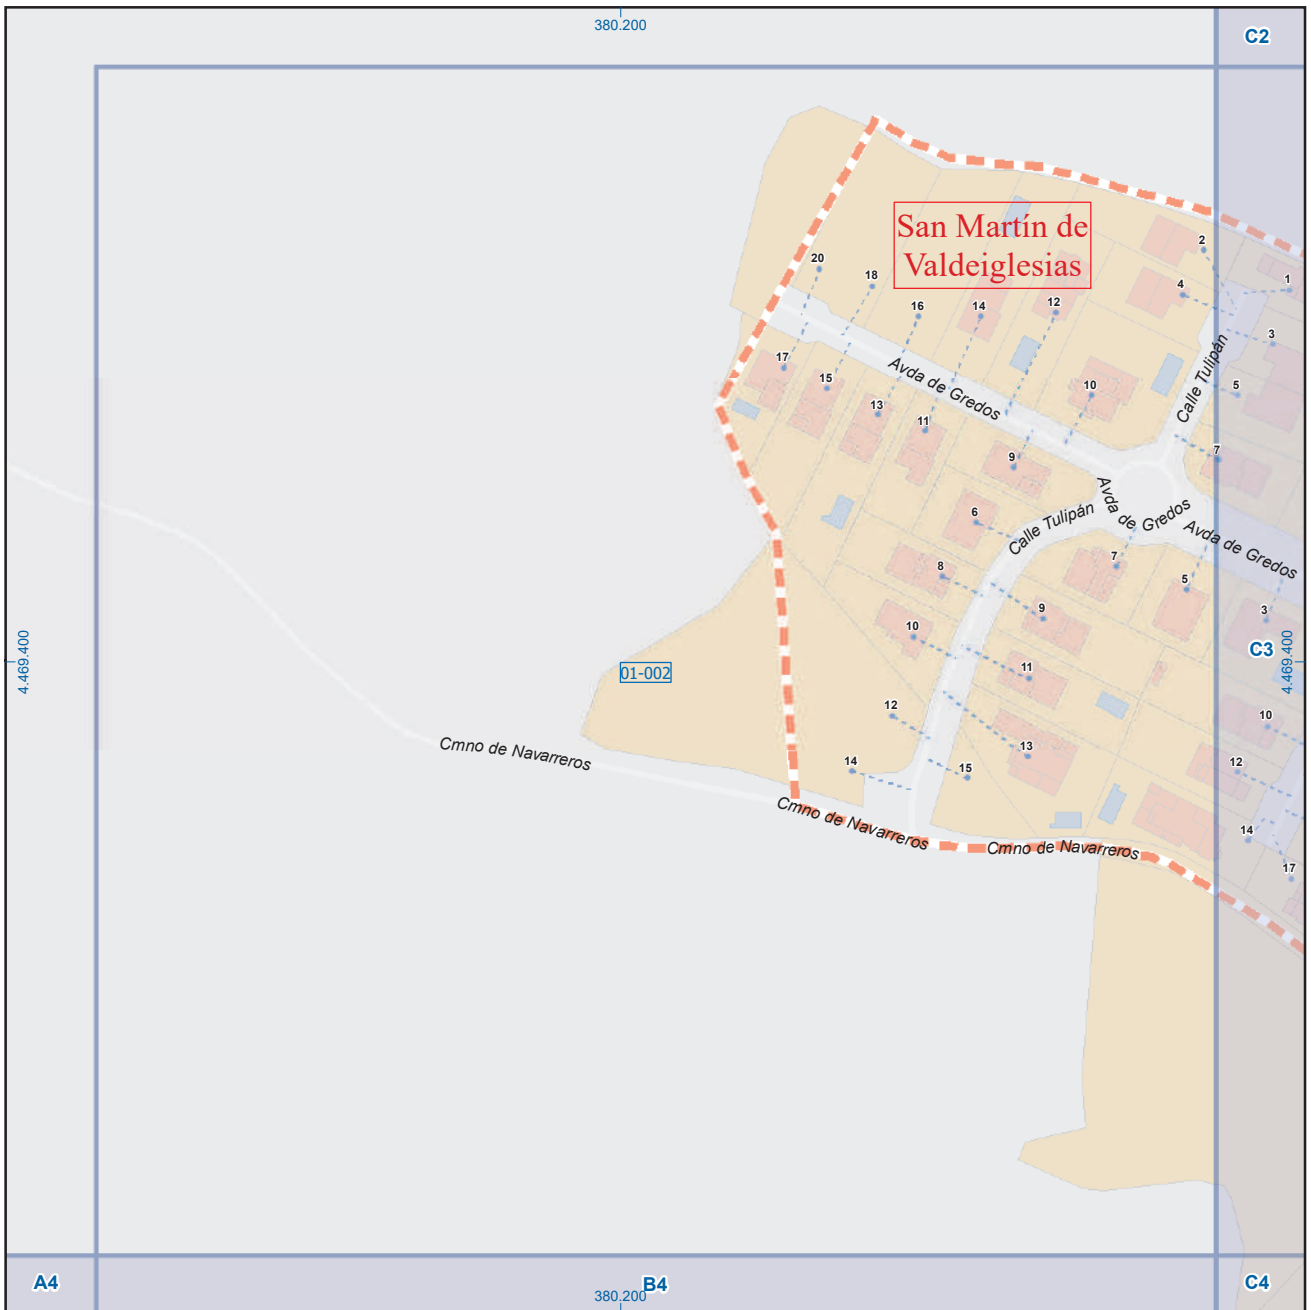 380.200
C2
San Martín de
Valdeiglesias
2
20
18
4
1
16
14
12
3
Calle Tulipán
17
Avda de Gredos
15
5
10
13
11
7
9
Avda de Gredos
6
Calle Tulipán
Avda de Gredos
7
8
5
9
3
10
4.469.400
C3
4.469.400
01-002
11
12
10
Cmno de Navarreros
13
14
15
12
Cmno de Navarreros
14
Cmno de Navarreros
17
A4
B4
C4
380.200